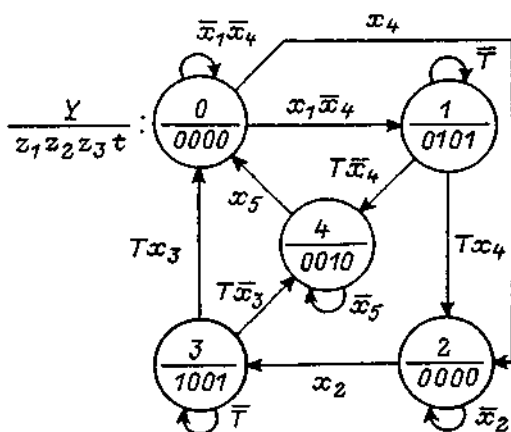 x̅₁x̅₄
x₄
T̅
Y
z₁z₂z₃t :
0
0000
x₁x̅₄
1
0101
Tx̅₄
x₅
4
0010
Tx₄
Tx₃
Tx̅₃
x̅₅
3
1001
x₂
2
0000
T̅
x̅₂